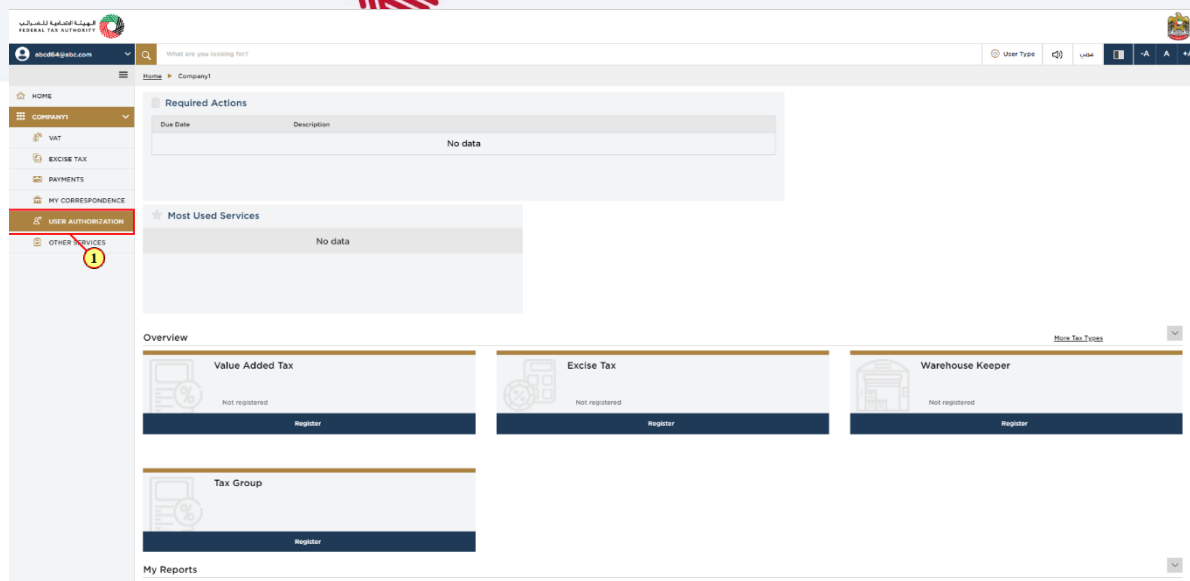 الهيئة الاتحادية للضرائب
FEDERAL TAX AUTHORITY
abcd64@abc.com
What are you looking for?
User Type
عربي
-A
A
+A
Home
Company1
HOME
COMPANY1
VAT
EXCISE TAX
PAYMENTS
MY CORRESPONDENCE
USER AUTHORIZATION
OTHER SERVICES
1
Required Actions
Due Date Description
No data
Most Used Services
No data
Overview
More Tax Types
Value Added Tax
Not registered
Register
Excise Tax
Not registered
Register
Warehouse Keeper
Not registered
Register
Tax Group
Register
My Reports